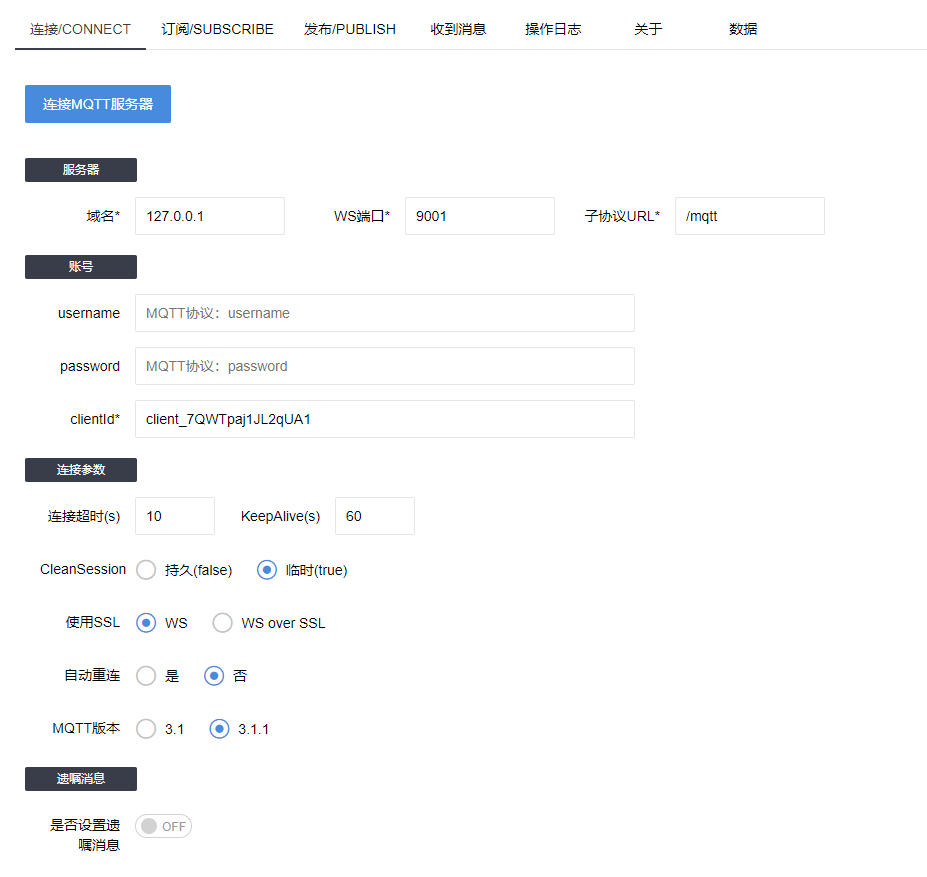 连接/CONNECT 订阅/SUBSCRIBE 发布/PUBLISH 收到消息 操作日志 关于 数据
连接MQTT服务器
服务器
域名* 127.0.0.1 WS端口* 9001 子协议URL* /mqtt
账号
username MQTT协议：username
password MQTT协议：password
clientId* client_7QWTpaj1JL2qUA1
连接参数
连接超时(s) 10 KeepAlive(s) 60
CleanSession 持久(false) 临时(true)
使用SSL WS WS over SSL
自动重连 是 否
MQTT版本 3.1 3.1.1
遗嘱消息
是否设置遗 OFF
嘱消息